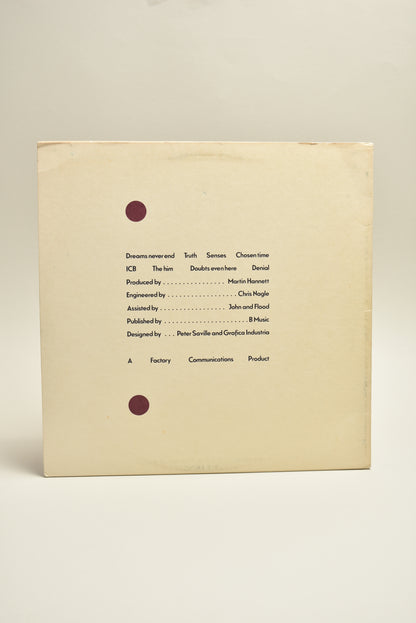 Dreams never end Truth Senses Chosen time
ICB The him Doubts even here Denial
Produced by . . . . . . . . . . . . . . . . . Martin Hannett
Engineered by . . . . . . . . . . . . . . . . . . . Chris Nagle
Assisted by . . . . . . . . . . . . . . . . . . John and Flood
Published by . . . . . . . . . . . . . . . . . . . . . . . B Music
Designed by . . . Peter Saville and Grafica Industria
A Factory Communications Product